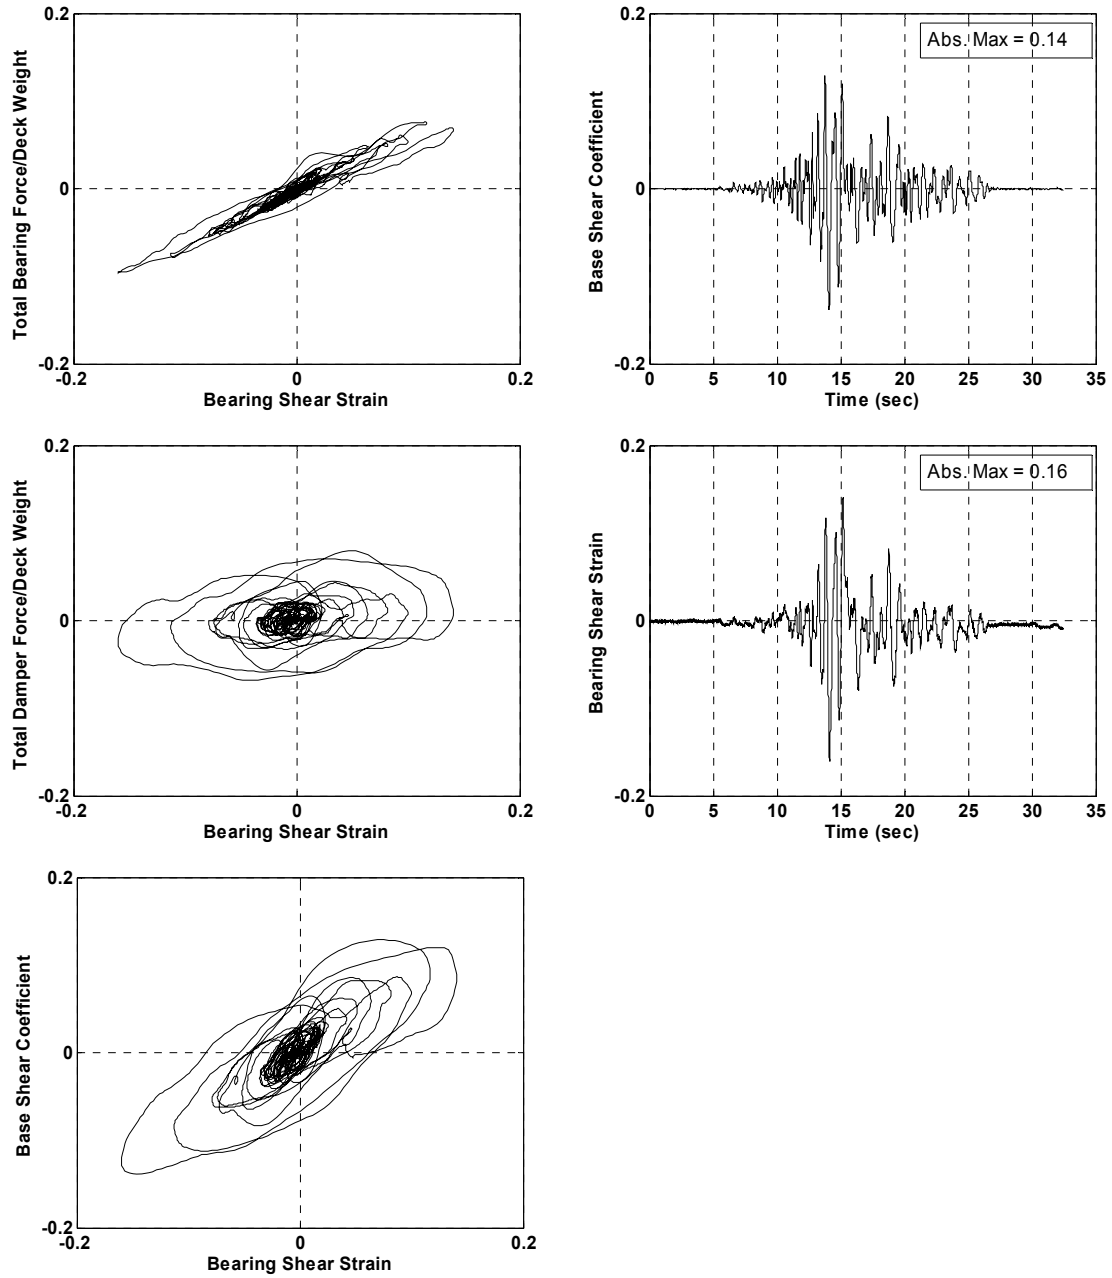 0.2
Total Bearing Force/Deck Weight
0
-0.2
-0.2 0 0.2
Bearing Shear Strain
0.2
Abs. Max = 0.14
Base Shear Coefficient
0
-0.2
0 5 10 15 20 25 30 35
Time (sec)
0.2
Total Damper Force/Deck Weight
0
-0.2
-0.2 0 0.2
Bearing Shear Strain
0.2
Abs. Max = 0.16
Bearing Shear Strain
0
-0.2
0 5 10 15 20 25 30 35
Time (sec)
0.2
Base Shear Coefficient
0
-0.2
-0.2 0 0.2
Bearing Shear Strain